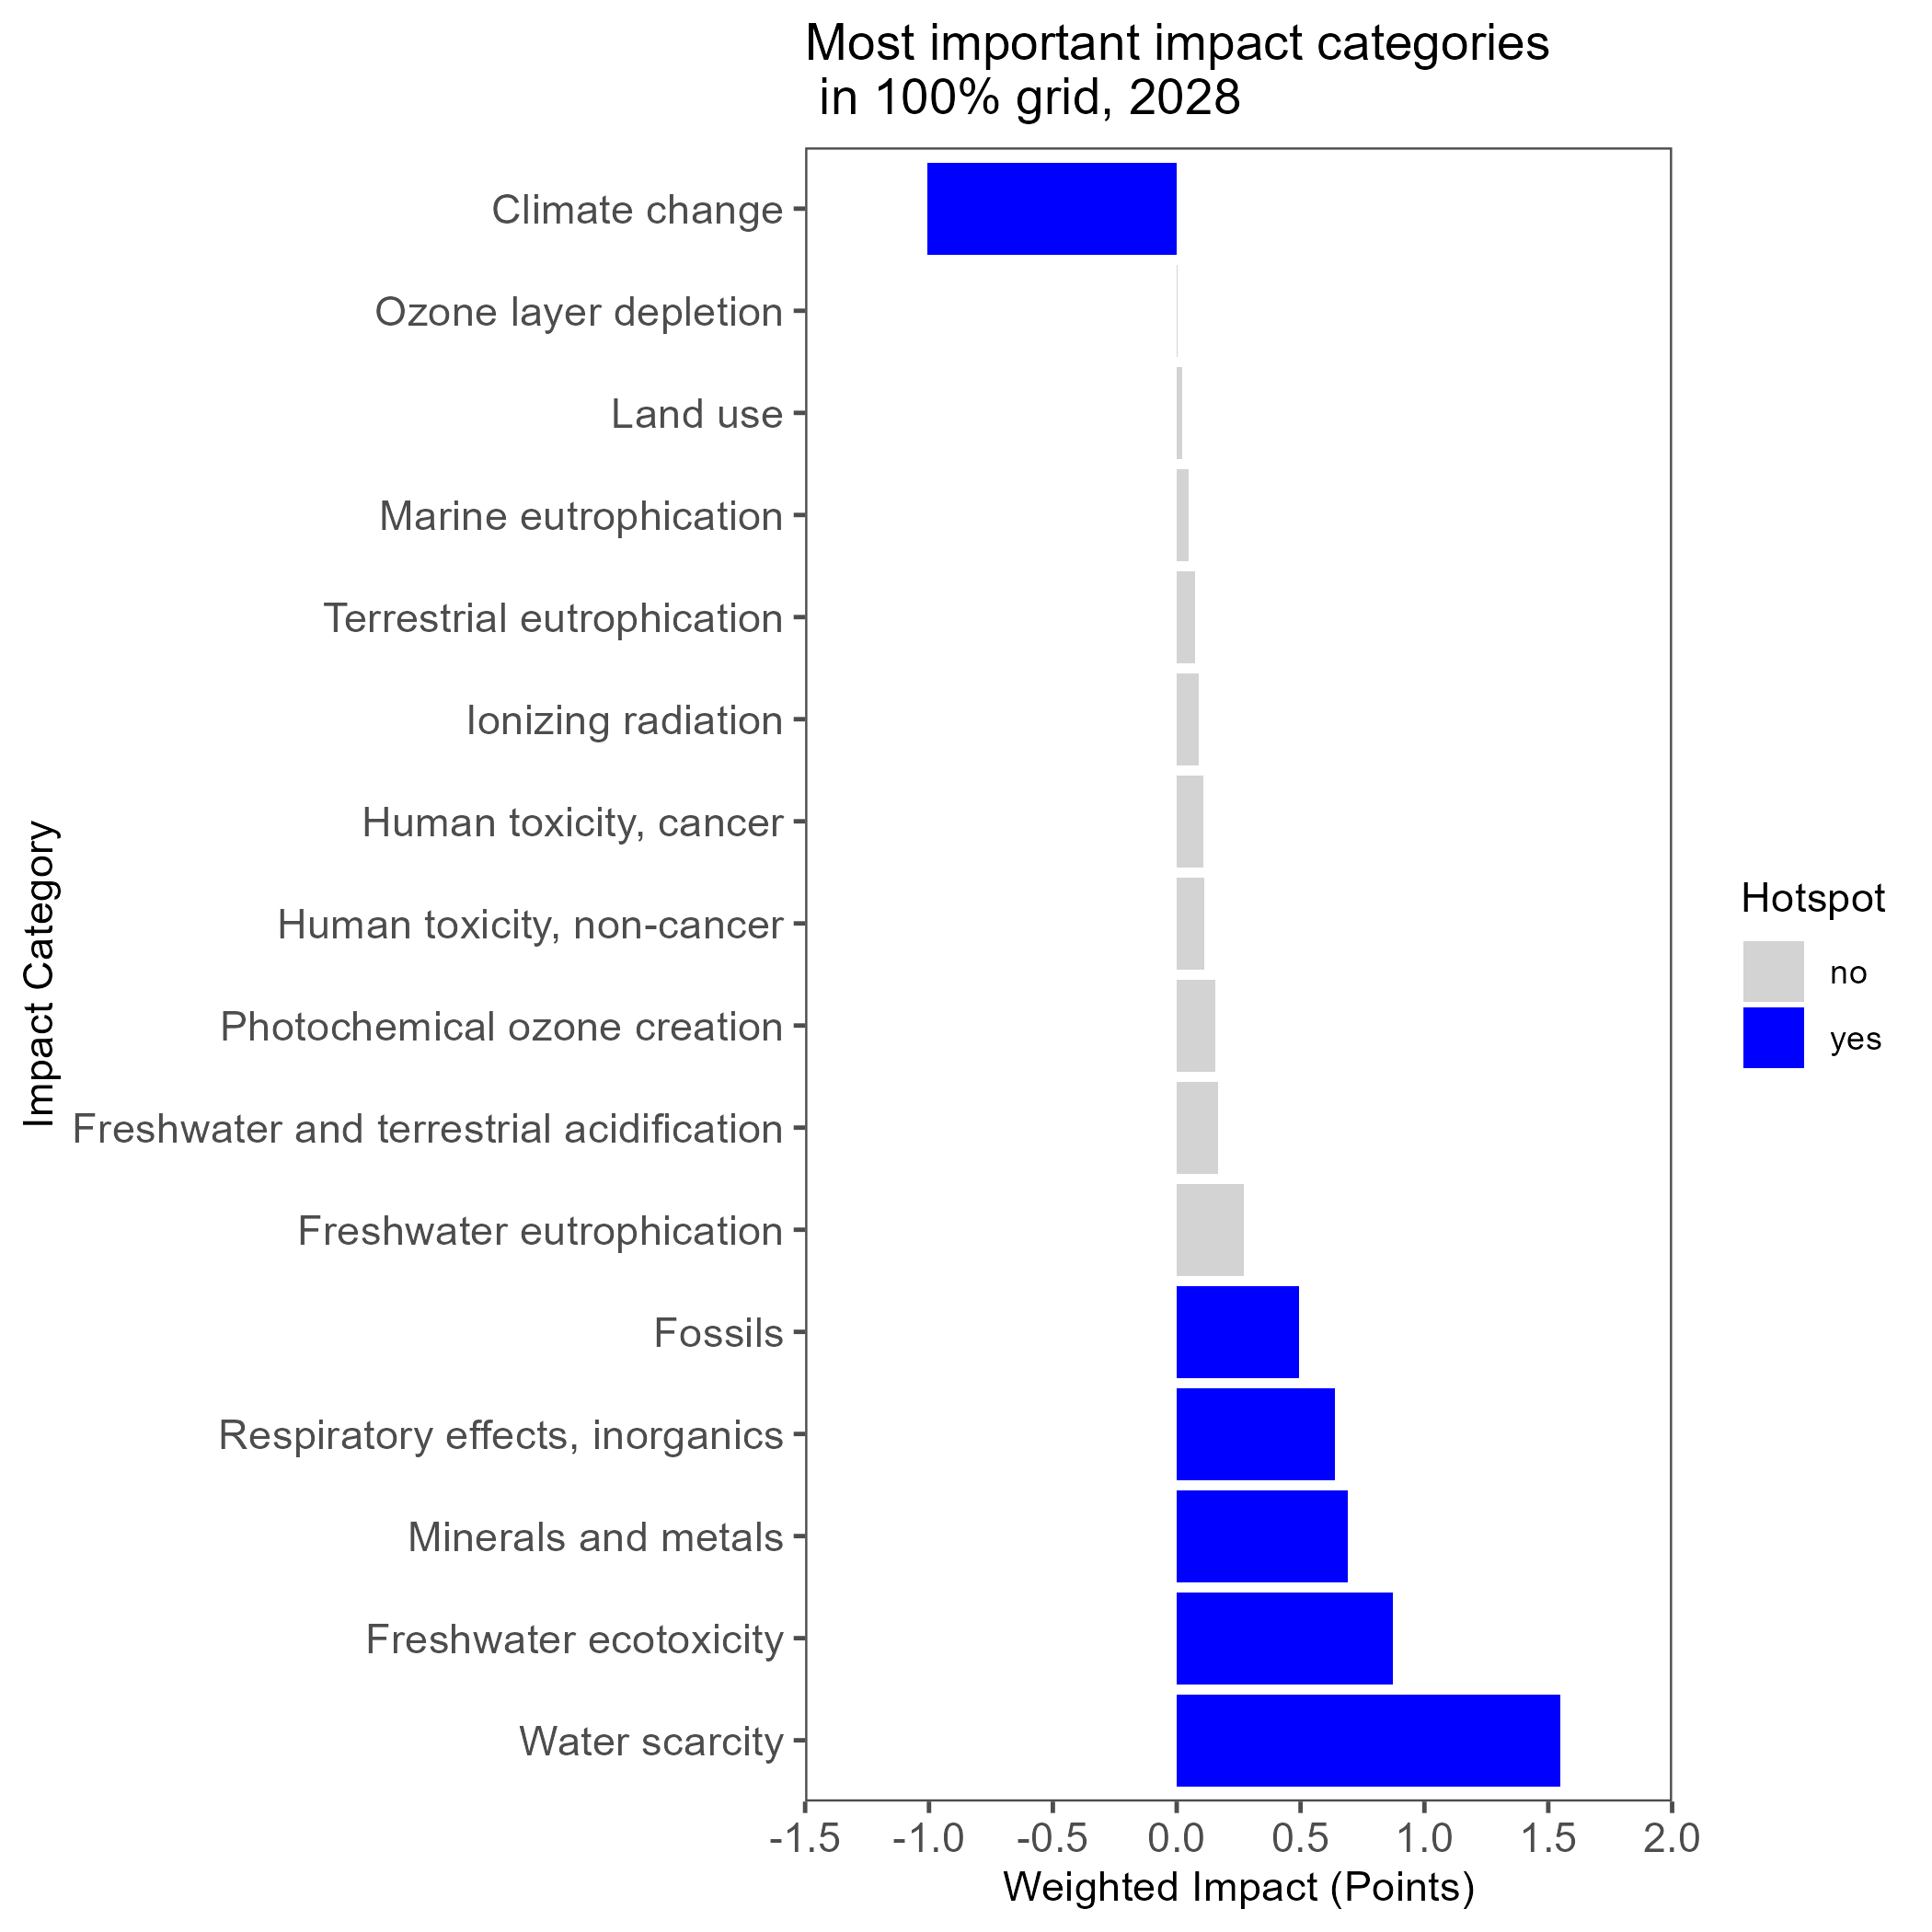 Most important impact categories
in 100% grid, 2028
Impact Category
Climate change
Ozone layer depletion
Land use
Marine eutrophication
Terrestrial eutrophication
Ionizing radiation
Human toxicity, cancer
Human toxicity, non-cancer
Photochemical ozone creation
Freshwater and terrestrial acidification
Freshwater eutrophication
Fossils
Respiratory effects, inorganics
Minerals and metals
Freshwater ecotoxicity
Water scarcity
-1.5 -1.0 -0.5 0.0 0.5 1.0 1.5 2.0
Weighted Impact (Points)
Hotspot
no
yes